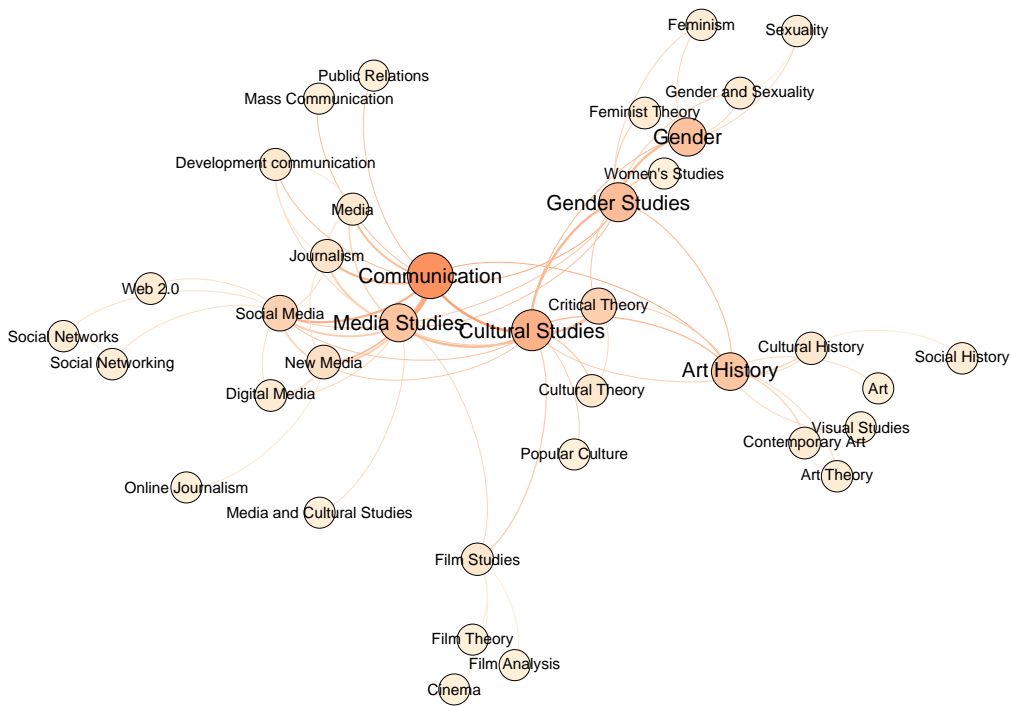 Feminism
Sexuality
Public Relations
Mass Communication
Gender and Sexuality
Feminist Theory
Gender
Development communication
Women's Studies
Media
Gender Studies
Journalism
Communication
Web 2.0
Social Media
Critical Theory
Media Studies
Cultural Studies
Social Networks
Cultural History
Social History
Social Networking
New Media
Art History
Digital Media
Cultural Theory
Art
Visual Studies
Contemporary Art
Popular Culture
Art Theory
Online Journalism
Media and Cultural Studies
Film Studies
Film Theory
Film Analysis
Cinema